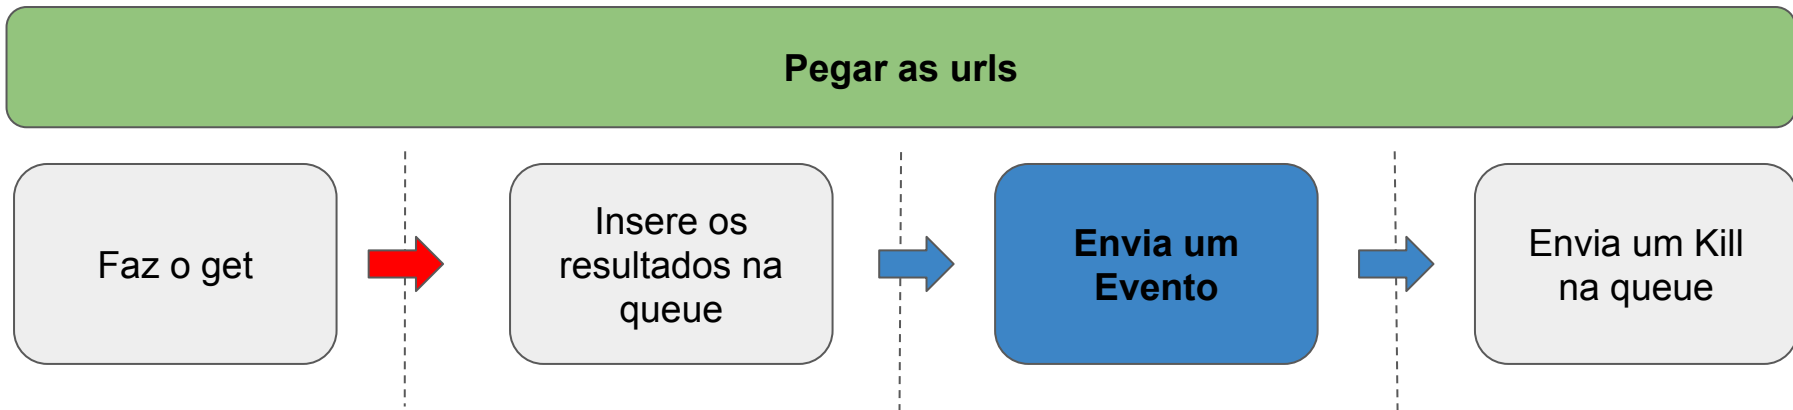 Pegar as urls
Faz o get
Insere os
resultados na
queue
Envia um
Evento
Envia um Kill
na queue